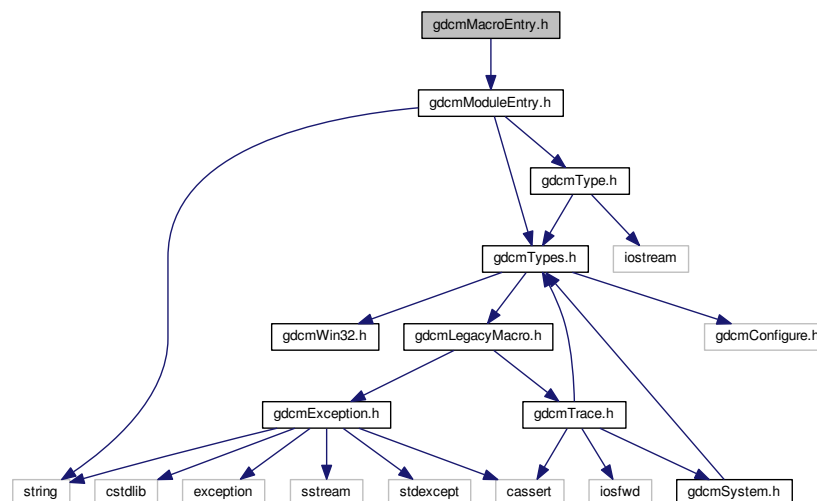 gdcmMacroEntry.h
gdcmModuleEntry.h
gdcmType.h
gdcmTypes.h
iostream
gdcmWin32.h
gdcmLegacyMacro.h
gdcmConfigure.h
gdcmException.h
gdcmTrace.h
string
cstdlib
exception
sstream
stdexcept
cassert
iosfwd
gdcmSystem.h